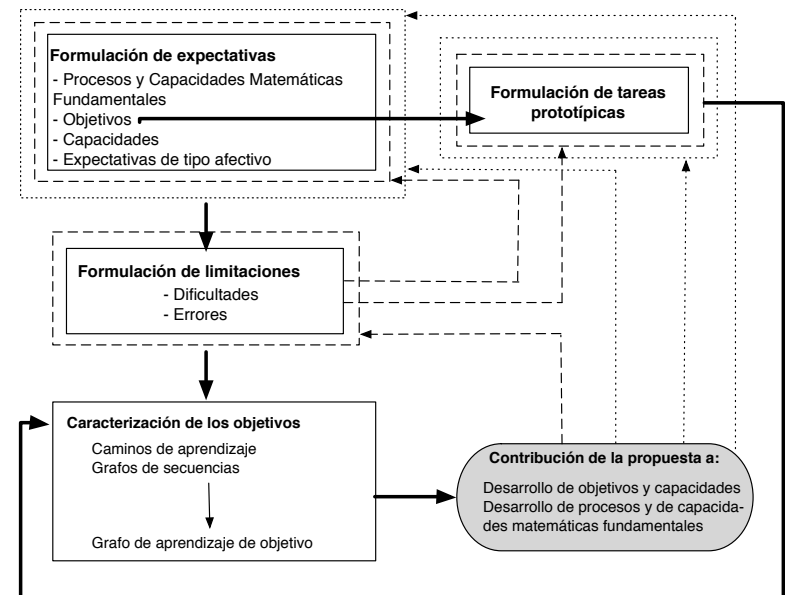 Formulación de expectativas
- Procesos y Capacidades Matemáticas
Fundamentales
- Objetivos
- Capacidades
- Expectativas de tipo afectivo
Formulación de tareas
prototípicas
Formulación de limitaciones
- Dificultades
- Errores
Caracterización de los objetivos
Caminos de aprendizaje
Grafos de secuencias
Grafo de aprendizaje de objetivo
Contribución de la propuesta a:
Desarrollo de objetivos y capacidades
Desarrollo de procesos y de capacida-
des matemáticas fundamentales